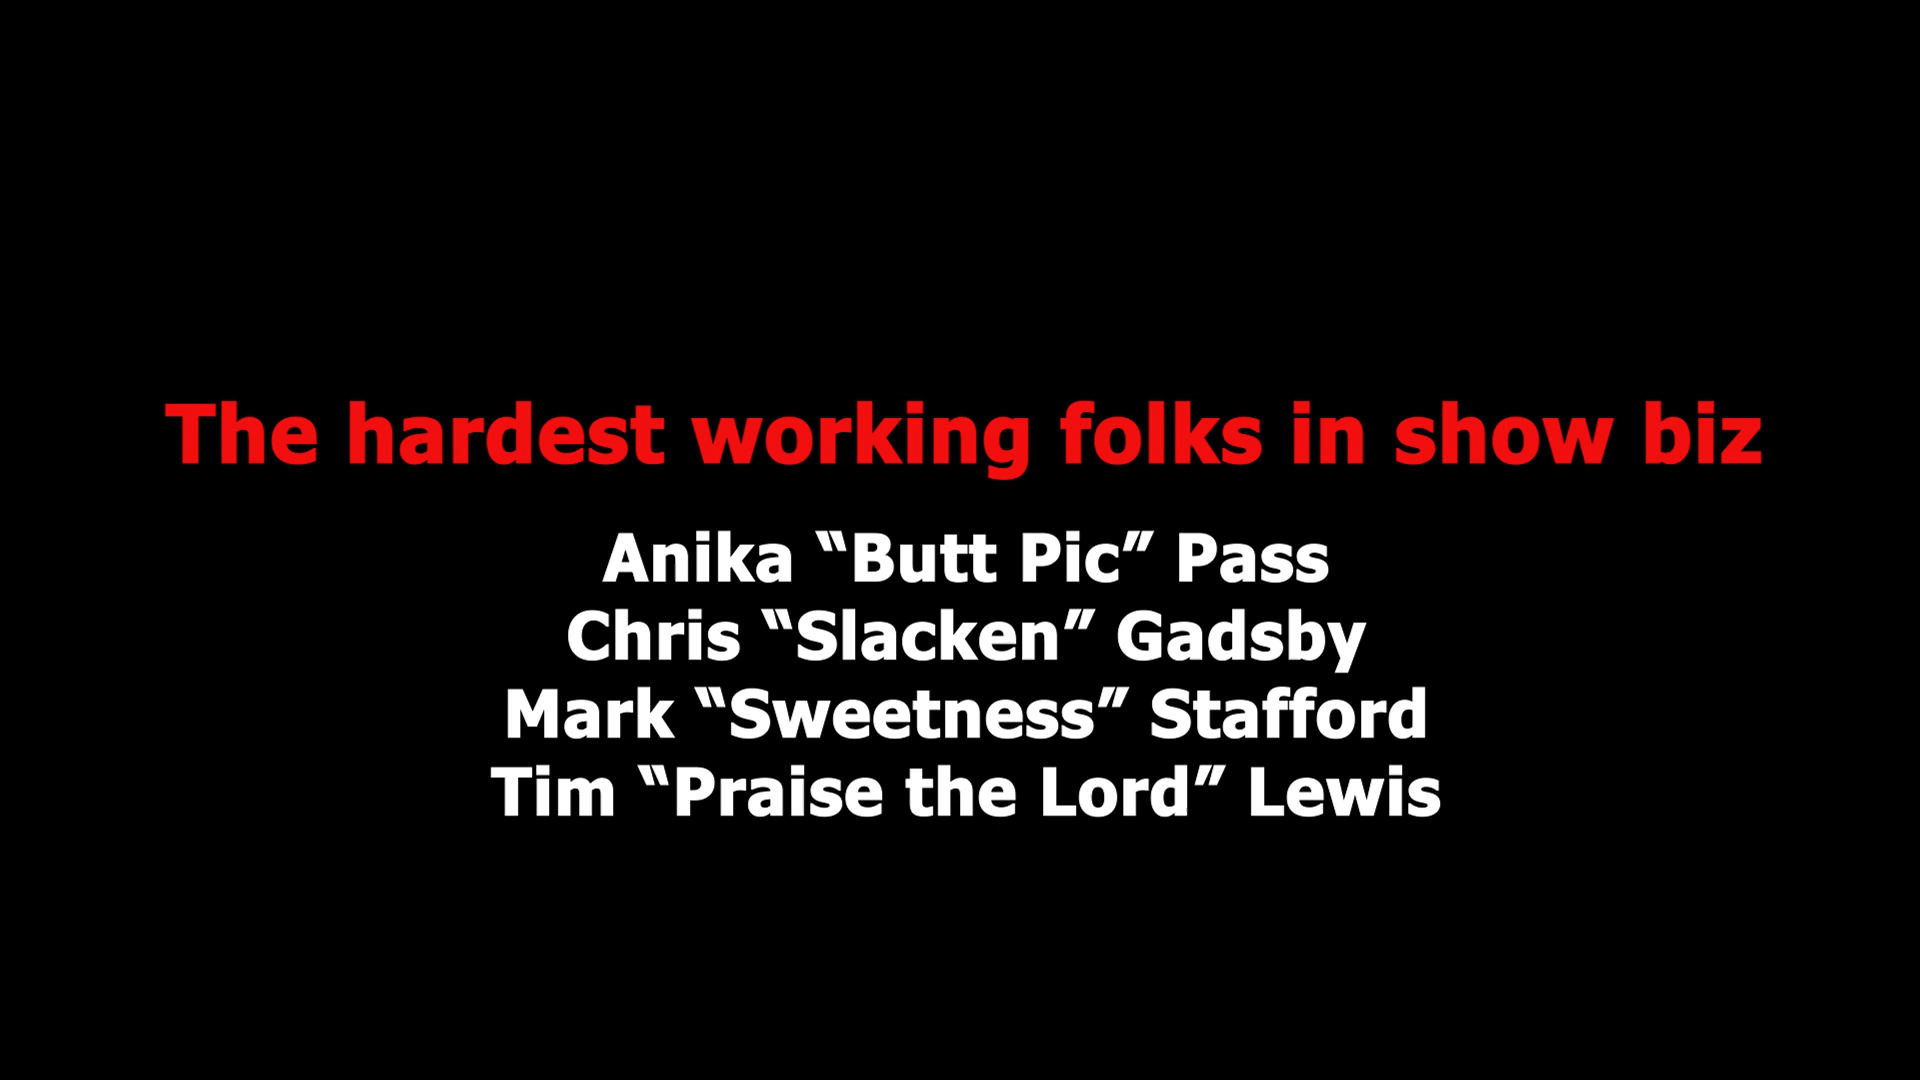 The hardest working folks in show biz
Anika “Butt Pic” Pass
Chris “Slacken” Gadsby
Mark “Sweetness” Stafford
Tim “Praise the Lord” Lewis